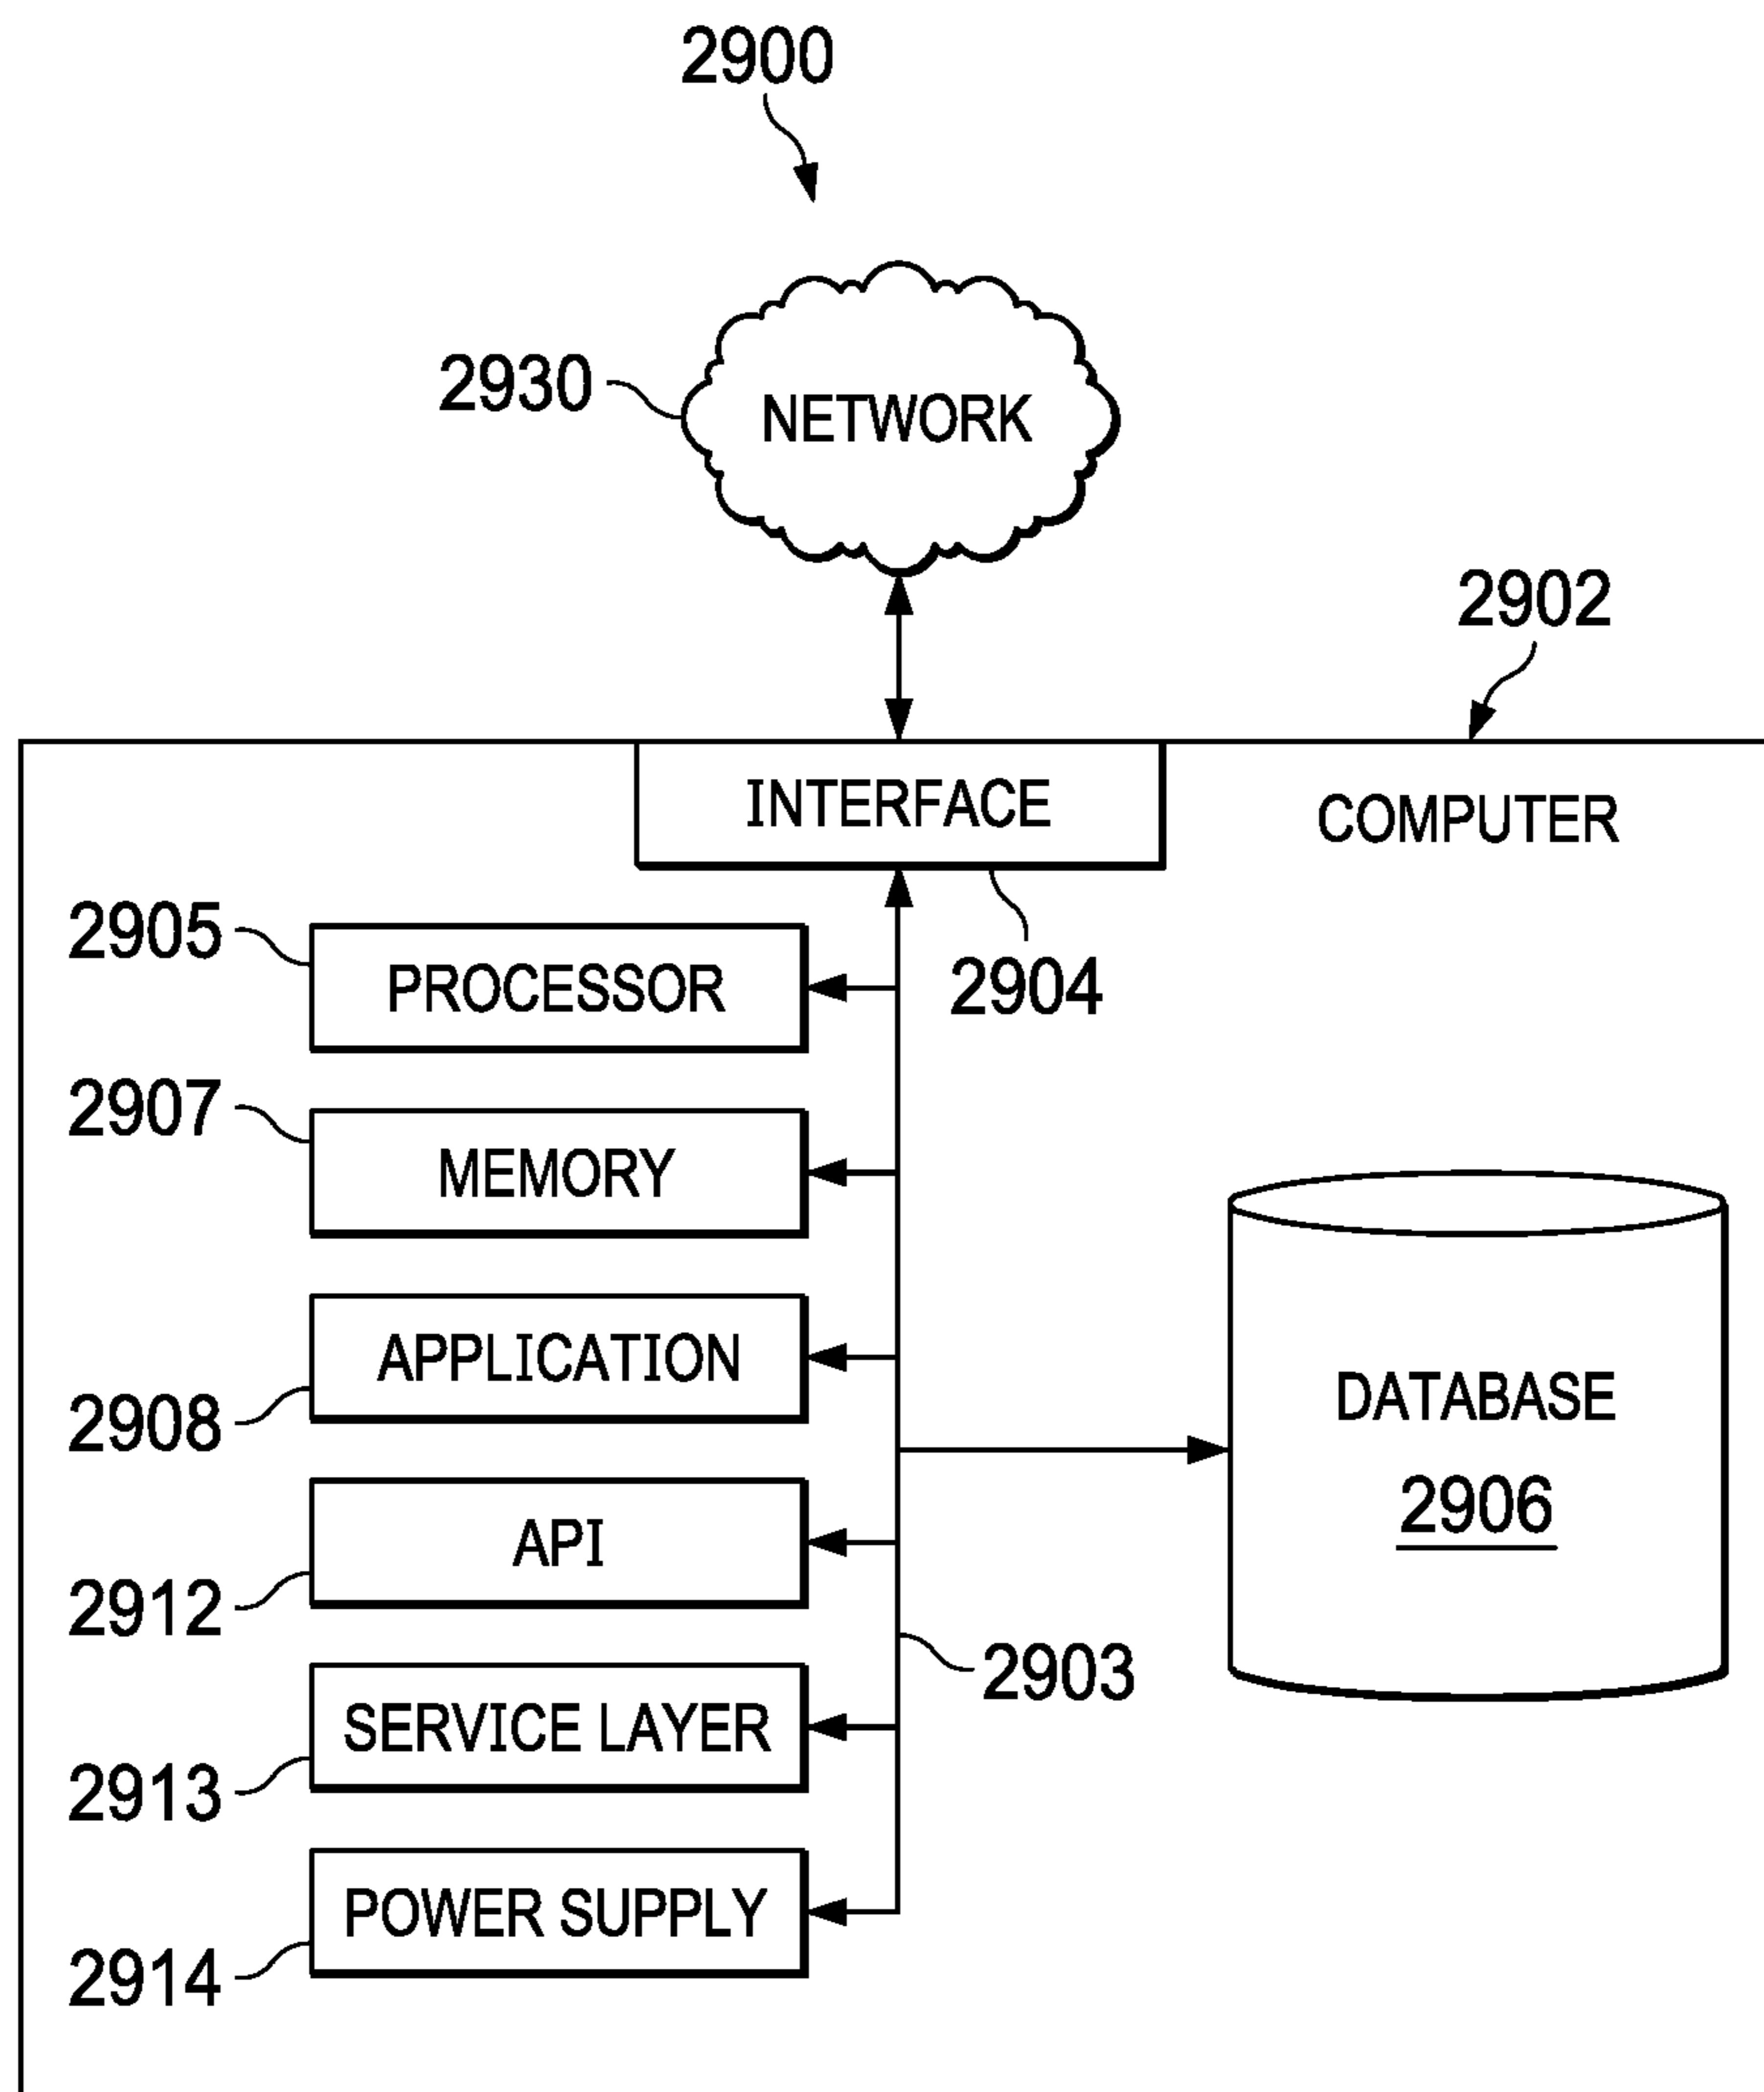 2900
2930
NETWORK
2902
INTERFACE
COMPUTER
2905
PROCESSOR
2904
2907
MEMORY
APPLICATION
2908
DATABASE
2906
API
2912
2903
SERVICE LAYER
2913
POWER SUPPLY
2914